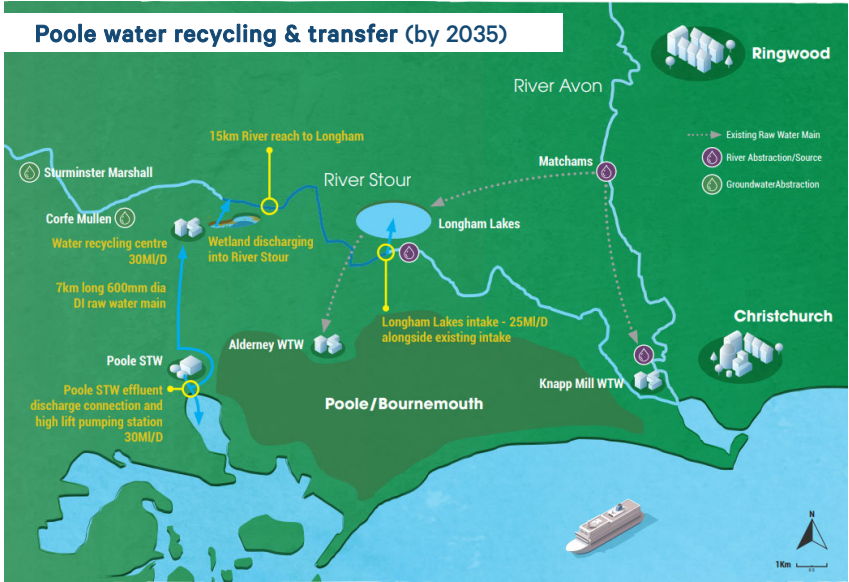 Poole water recycling & transfer (by 2035)
Ringwood
River Avon
Existing Raw Water Main
River Abstraction/Source
GroundwaterAbstraction
15km River reach to Longham
Matchams
Sturminster Marshall
River Stour
Corfe Mullen
Longham Lakes
Water recycling centre
30Ml/D
Wetland discharging
into River Stour
7km long 600mm dia
DI raw water main
Longham Lakes intake - 25Ml/D
alongside existing intake
Christchurch
Alderney WTW
Poole STW
Knapp Mill WTW
Poole STW effluent
discharge connection and
high lift pumping station
30Ml/D
Poole/Bournemouth
N
1Km